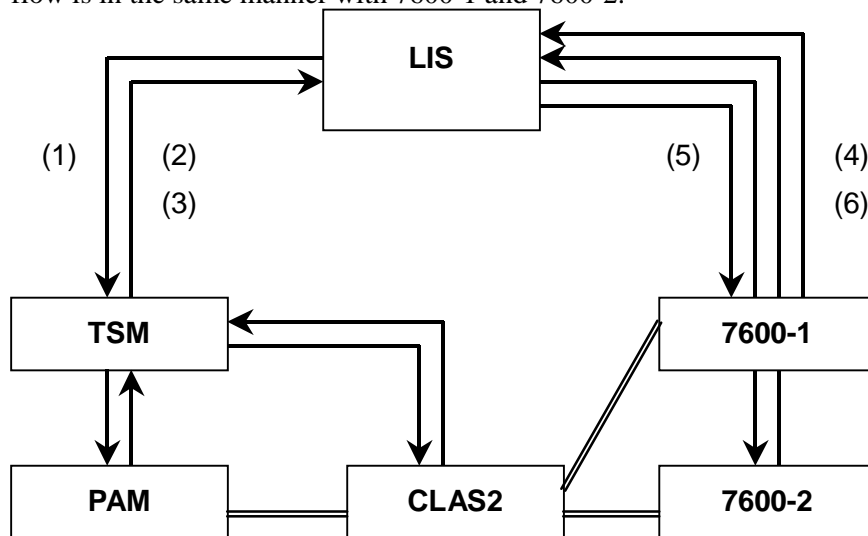 flow is in the same manner with 7600-1 and 7600-2.
LIS
(1) (2) (5) (4)
(3) (6)
TSM 7600-1
PAM CLAS2 7600-2